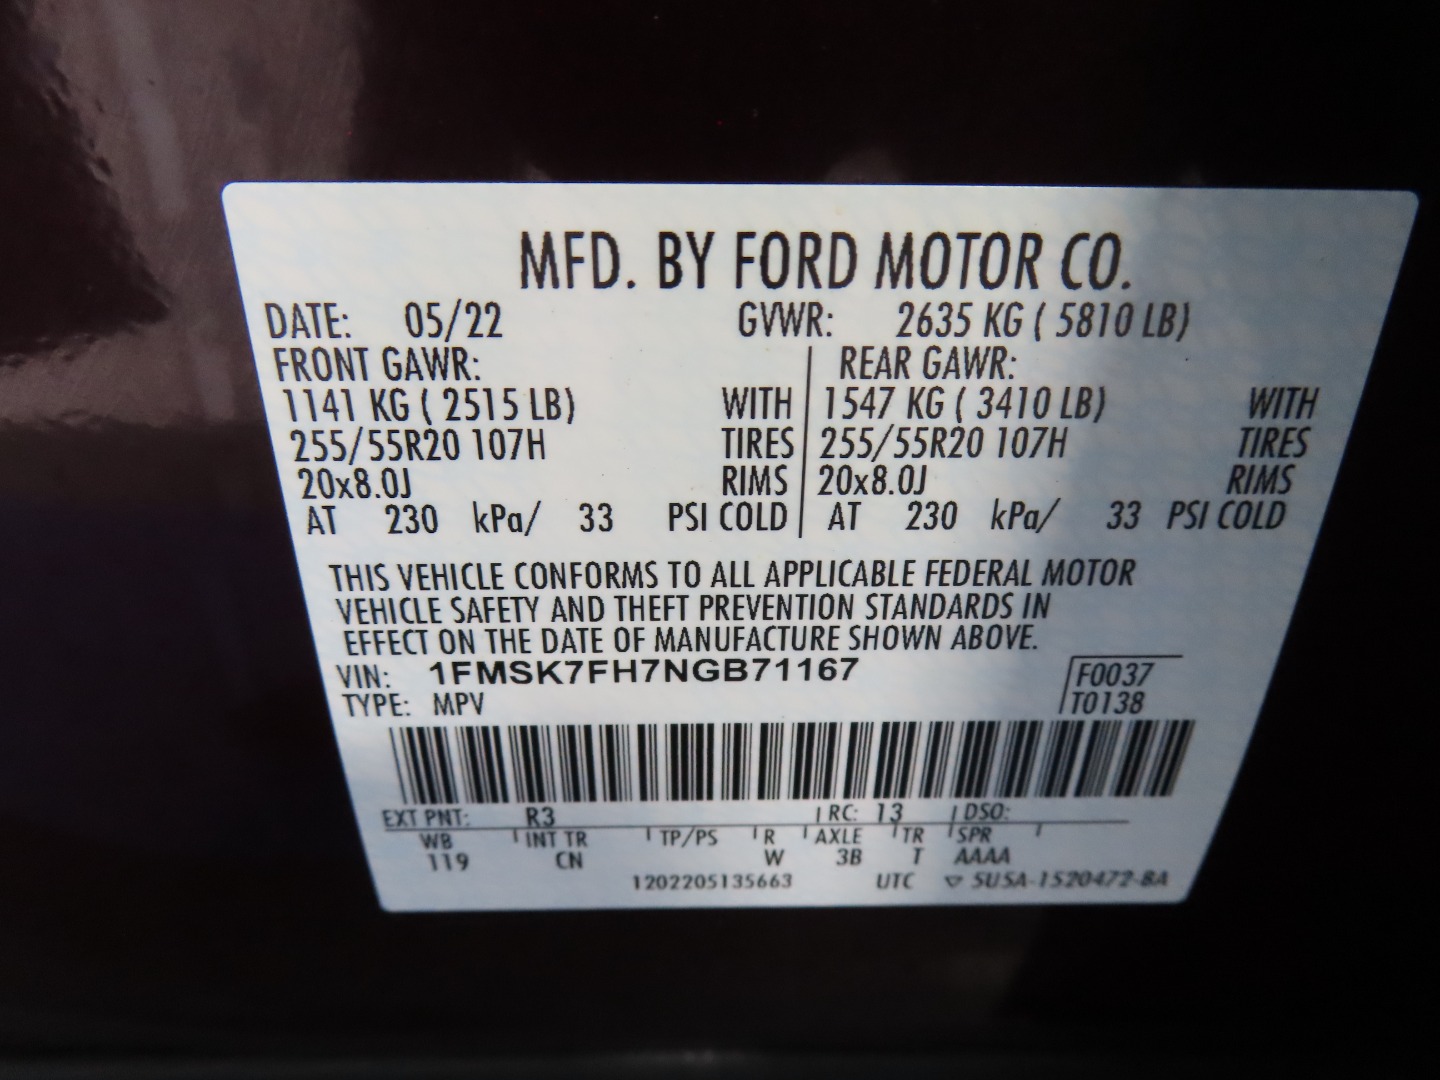 MFD. BY FORD MOTOR CO.
DATE: 05/22 GVWR: 2635 KG ( 5810 LB)
FRONT GAWR: REAR GAWR:
1141 KG ( 2515 LB) WITH 1547 KG ( 3410 LB) WITH
255/55R20 107H TIRES 255/55R20 107H TIRES
20x8.0J RIMS 20x8.0J RIMS
AT 230 kPa/ 33 PSI COLD AT 230 kPa/ 33 PSI COLD
THIS VEHICLE CONFORMS TO ALL APPLICABLE FEDERAL MOTOR
VEHICLE SAFETY AND THEFT PREVENTION STANDARDS IN
EFFECT ON THE DATE OF MANUFACTURE SHOWN ABOVE.
VIN: 1FMSK7FH7NGB71167 F0037
TYPE: MPV T0138
EXT PNT: R3 RC: 13 DSO:
WB INT TR TP/PS R AXLE TR SPR
119 CN W 3B T AAAA
1202205135663 UTC ▽ 5U5A-1520472-BA